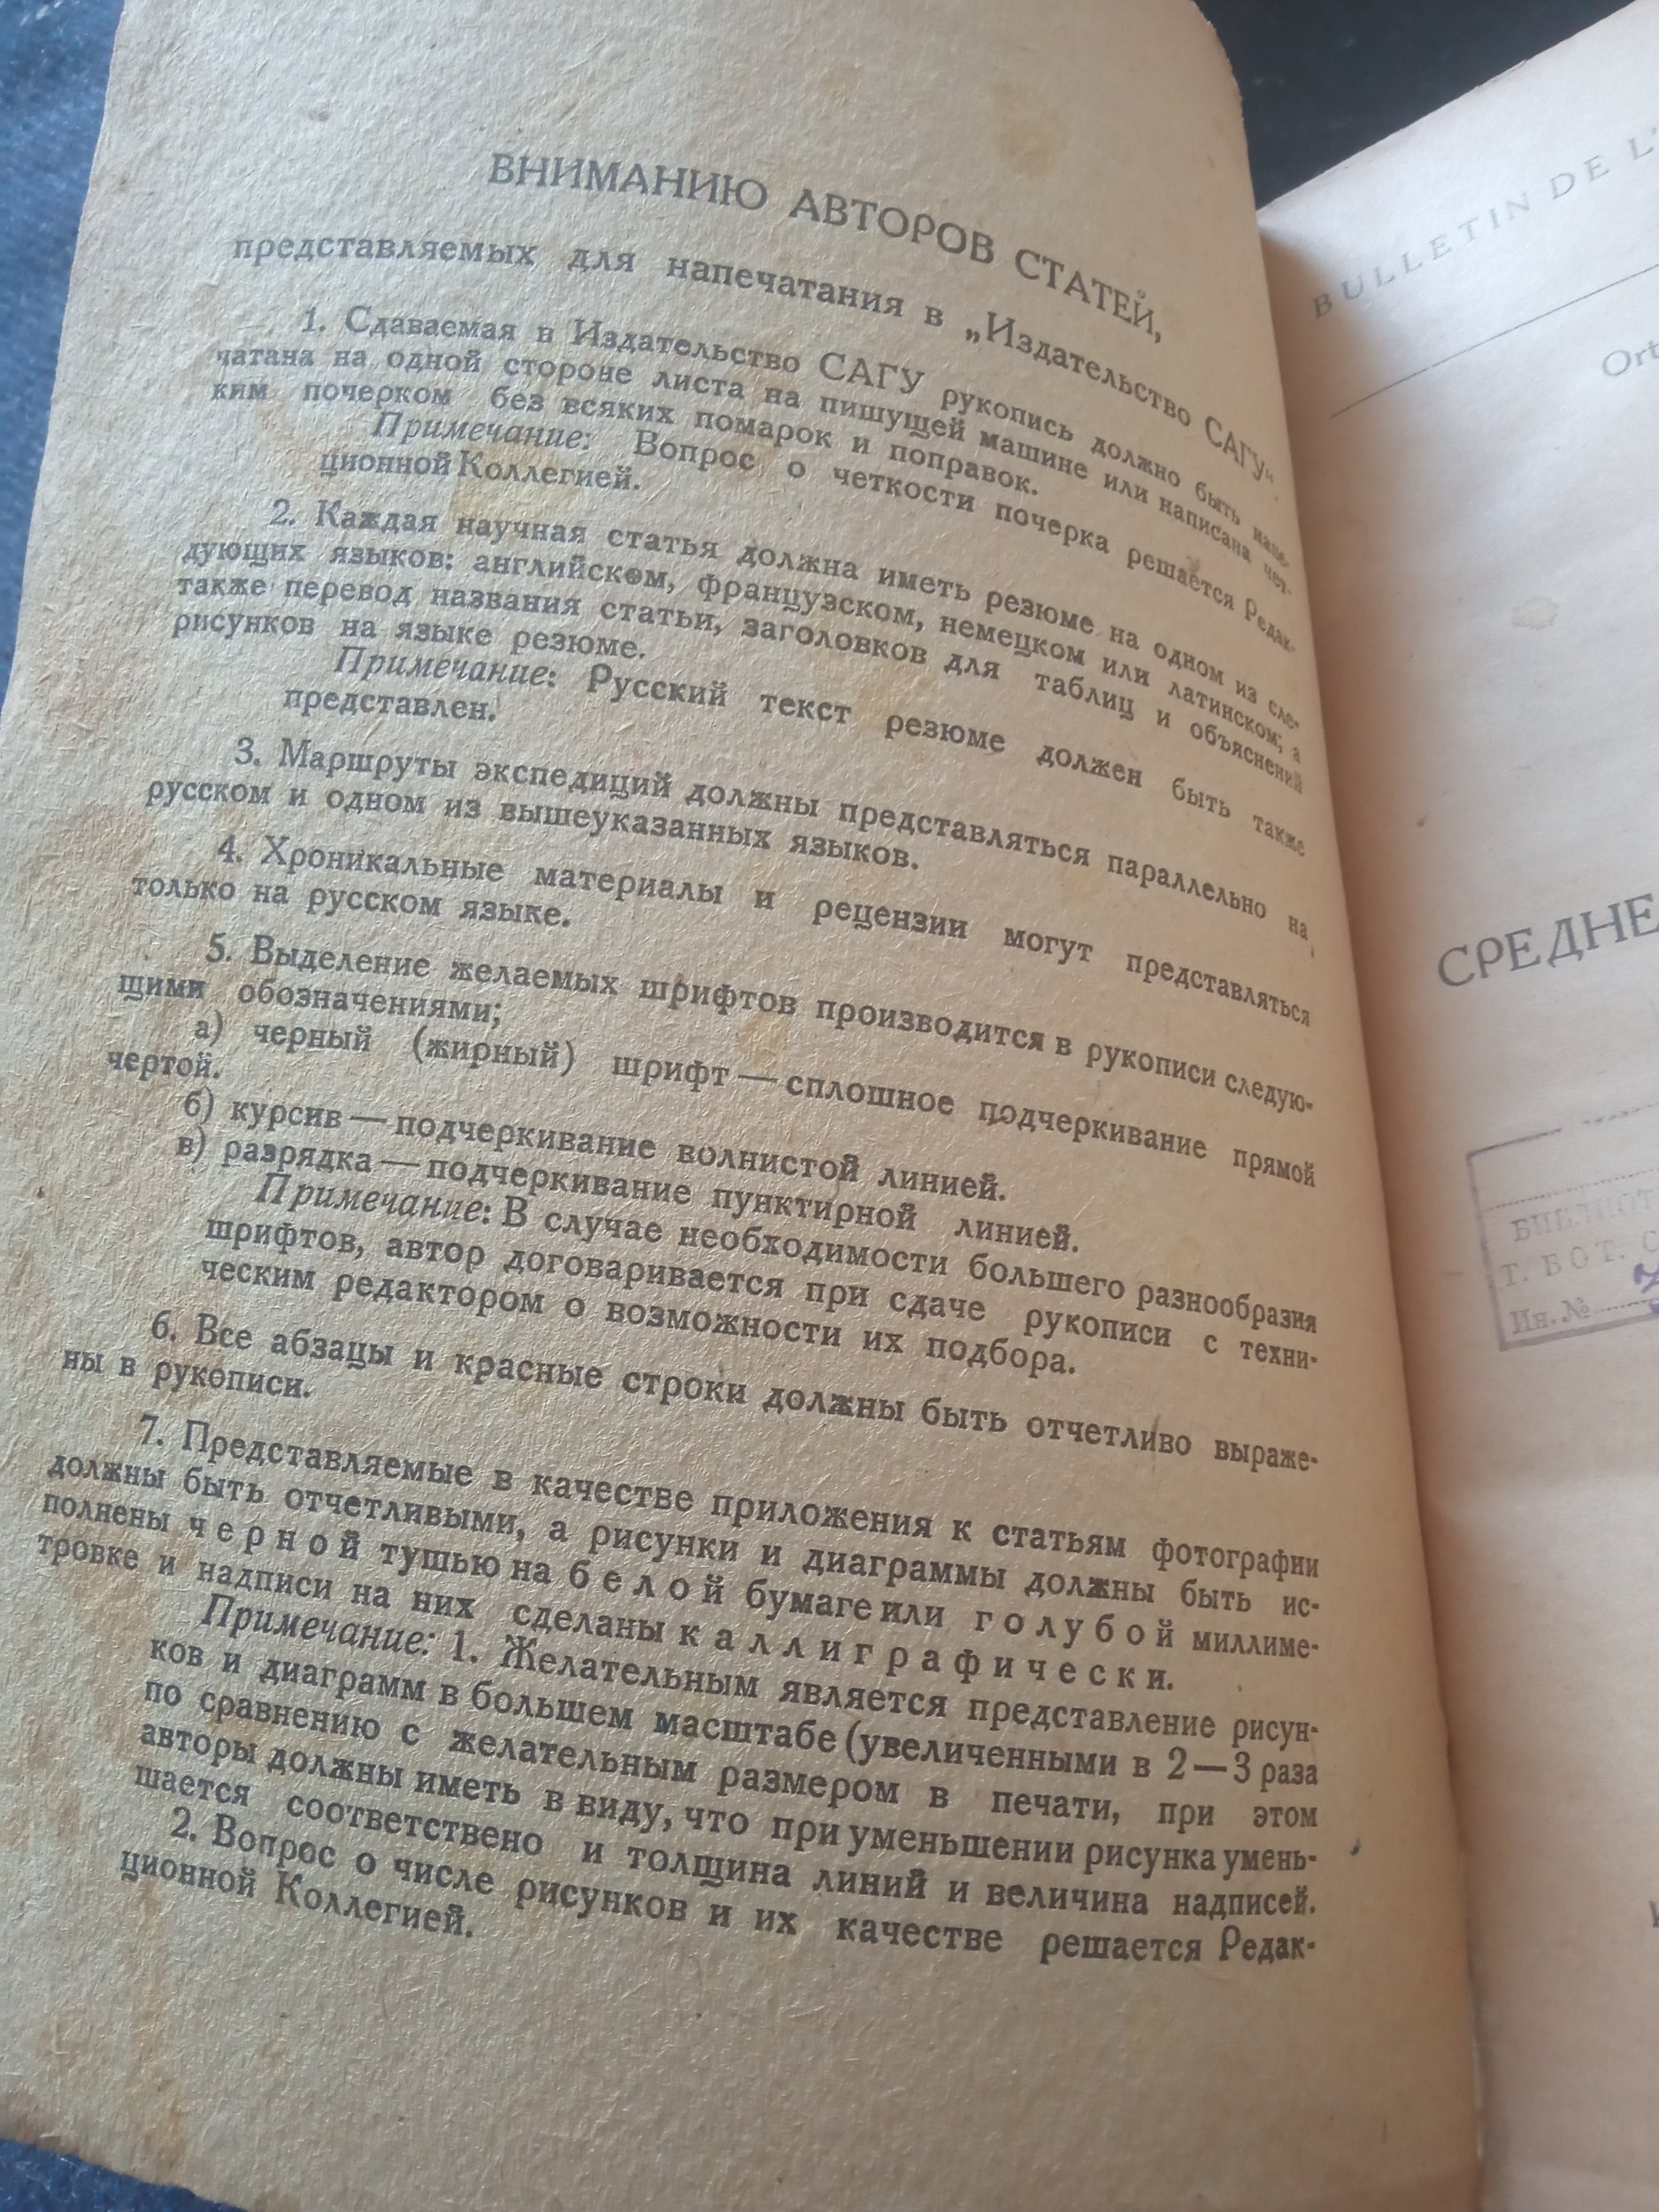 ВНИМАНИЮ АВТОРОВ СТАТЕЙ,
представляемых для напечатания в „Издательство САГУ“.
1. Сдаваемая в Издательство САГУ рукопись должно быть напе-
чатана на одной стороне листа на пишущей машине или написана чет-
ким почерком без всяких помарок и поправок.
Примечание: Вопрос о четкости почерка решается Редак-
ционной Коллегией.
2. Каждая научная статья должна иметь резюме на одном из сле-
дующих языков: английском, французском, немецком или латинском; а
также перевод названия статьи, заголовков для таблиц и объяснений
рисунков на языке резюме.
Примечание: Русский текст резюме должен быть также
представлен.
3. Маршруты экспедиций должны представляться параллельно на
русском и одном из вышеуказанных языков.
4. Хроникальные материалы и рецензии могут представляться
только на русском языке.
5. Выделение желаемых шрифтов производится в рукописи следую-
щими обозначениями;
а) черный (жирный) шрифт — сплошное подчеркивание прямой
чертой.
б) курсив — подчеркивание волнистой линией.
в) разрядка — подчеркивание пунктирной линией.
Примечание: В случае необходимости большего разнообразия
шрифтов, автор договаривается при сдаче рукописи с техни-
ческим редактором о возможности их подбора.
6. Все абзацы и красные строки должны быть отчетливо выраже-
ны в рукописи.
7. Представляемые в качестве приложения к статьям фотографии
должны быть отчетливыми, а рисунки и диаграммы должны быть ис-
полнены черной тушью на белой бумаге или голубой миллиме-
тровке и надписи на них сделаны каллиграфически.
Примечание: 1. Желательным является представление рисун-
ков и диаграмм в большем масштабе (увеличенными в 2—3 раза
по сравнению с желательным размером в печати, при этом
авторы должны иметь в виду, что при уменьшении рисунка умень-
шается соответствено и толщина линий и величина надписей.
2. Вопрос о числе рисунков и их качестве решается Редак-
ционной Коллегией.
BULLETIN DE L'
Ort
СРЕДНЕ
БИБЛИОТ
Т. БОТ. С
Ин. №